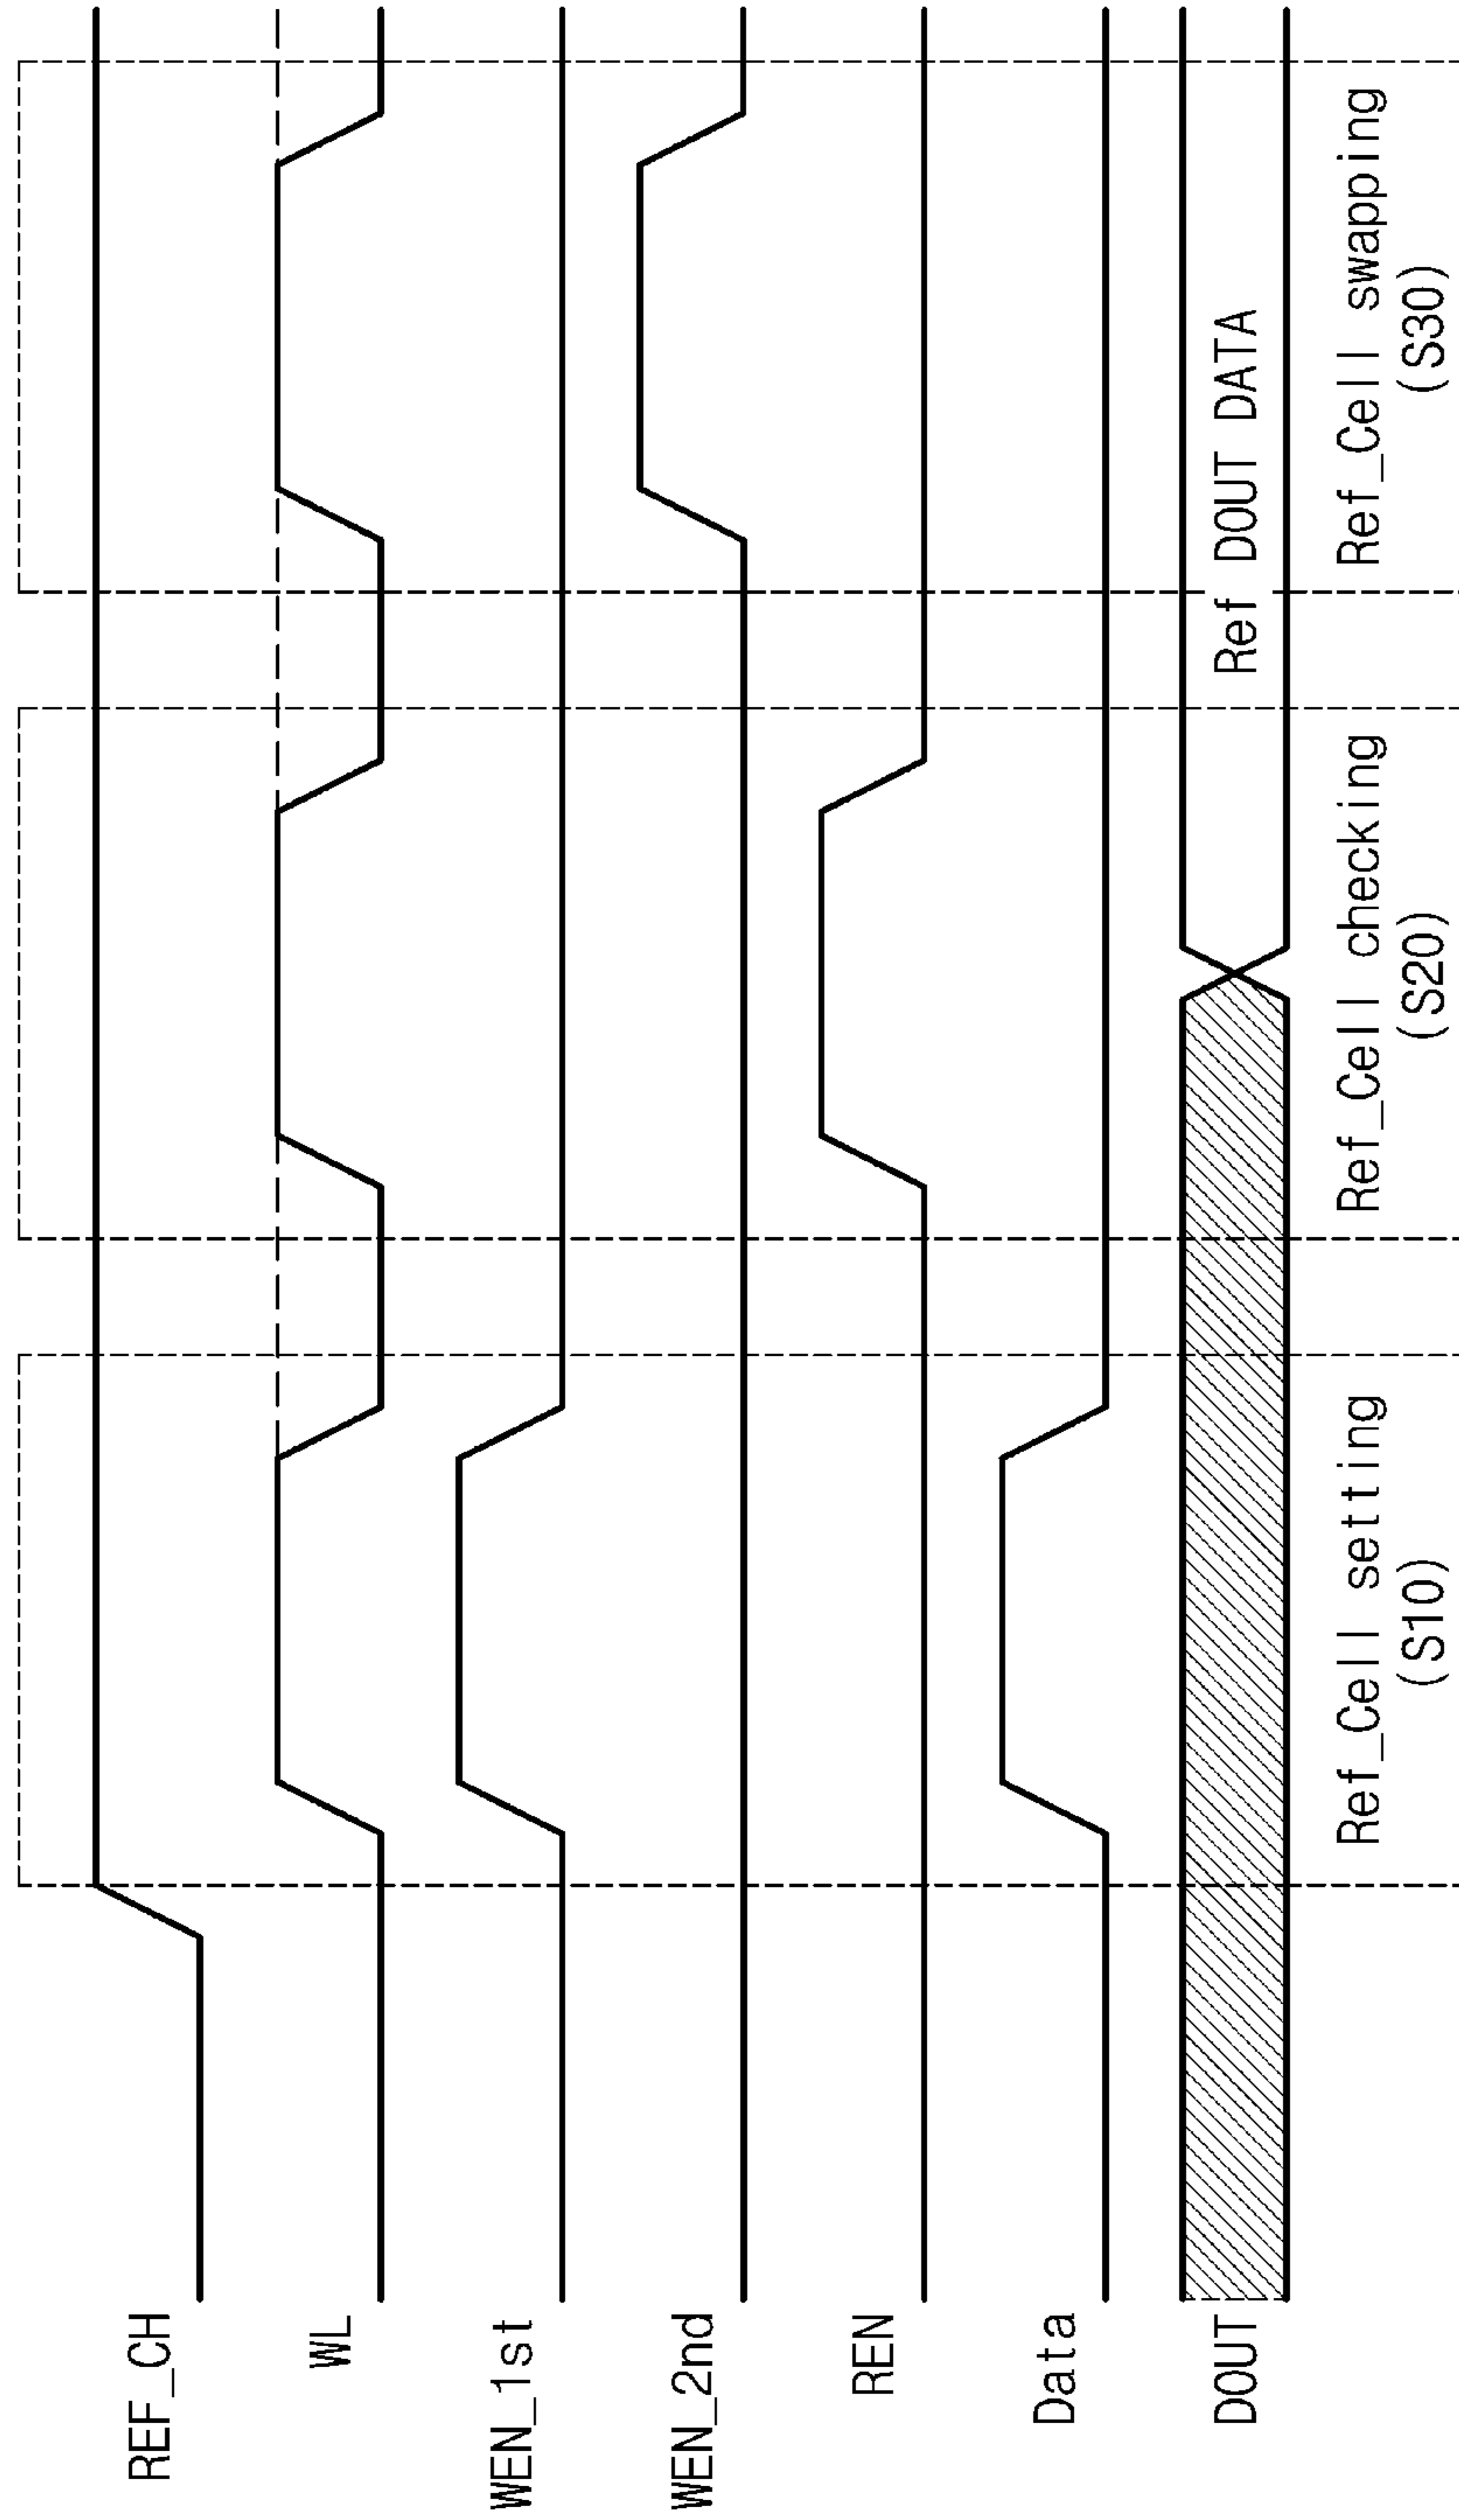 REF_CH
WL
WEN_1st
WEN_2nd
REN
Data
DOUT
Ref DOUT DATA
Ref_Cell setting
(S10)
Ref_Cell checking
(S20)
Ref_Cell swapping
(S30)